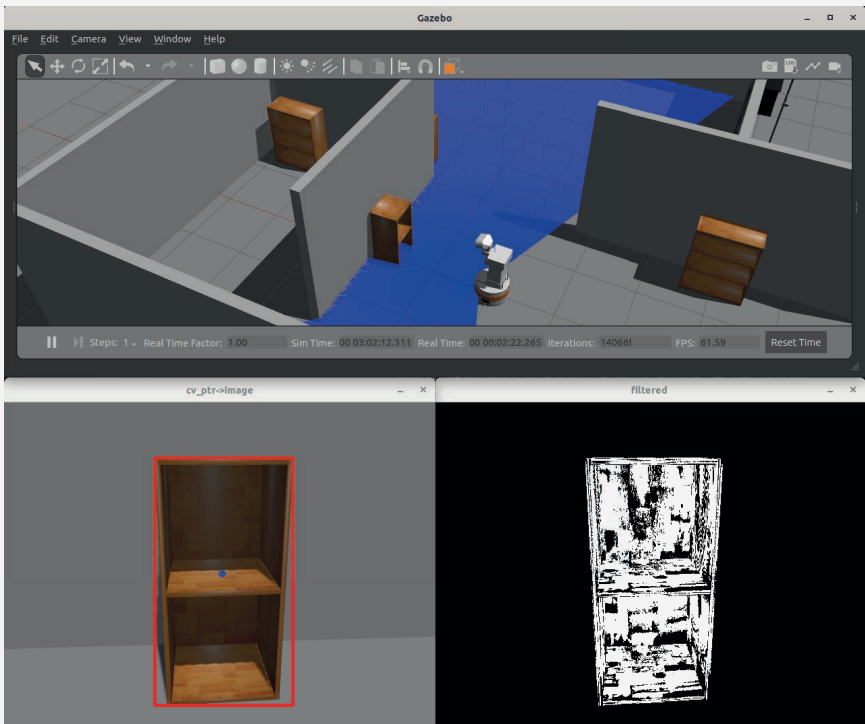 Gazebo
File Edit Camera View Window Help
LOG
Steps: 1 Real Time Factor: 1.00 Sim Time: 00 03:02:12.311 Real Time: 00 00:02:22.265 Iterations: 140661 FPS: 61.59 Reset Time
cv_ptr->image
filtered